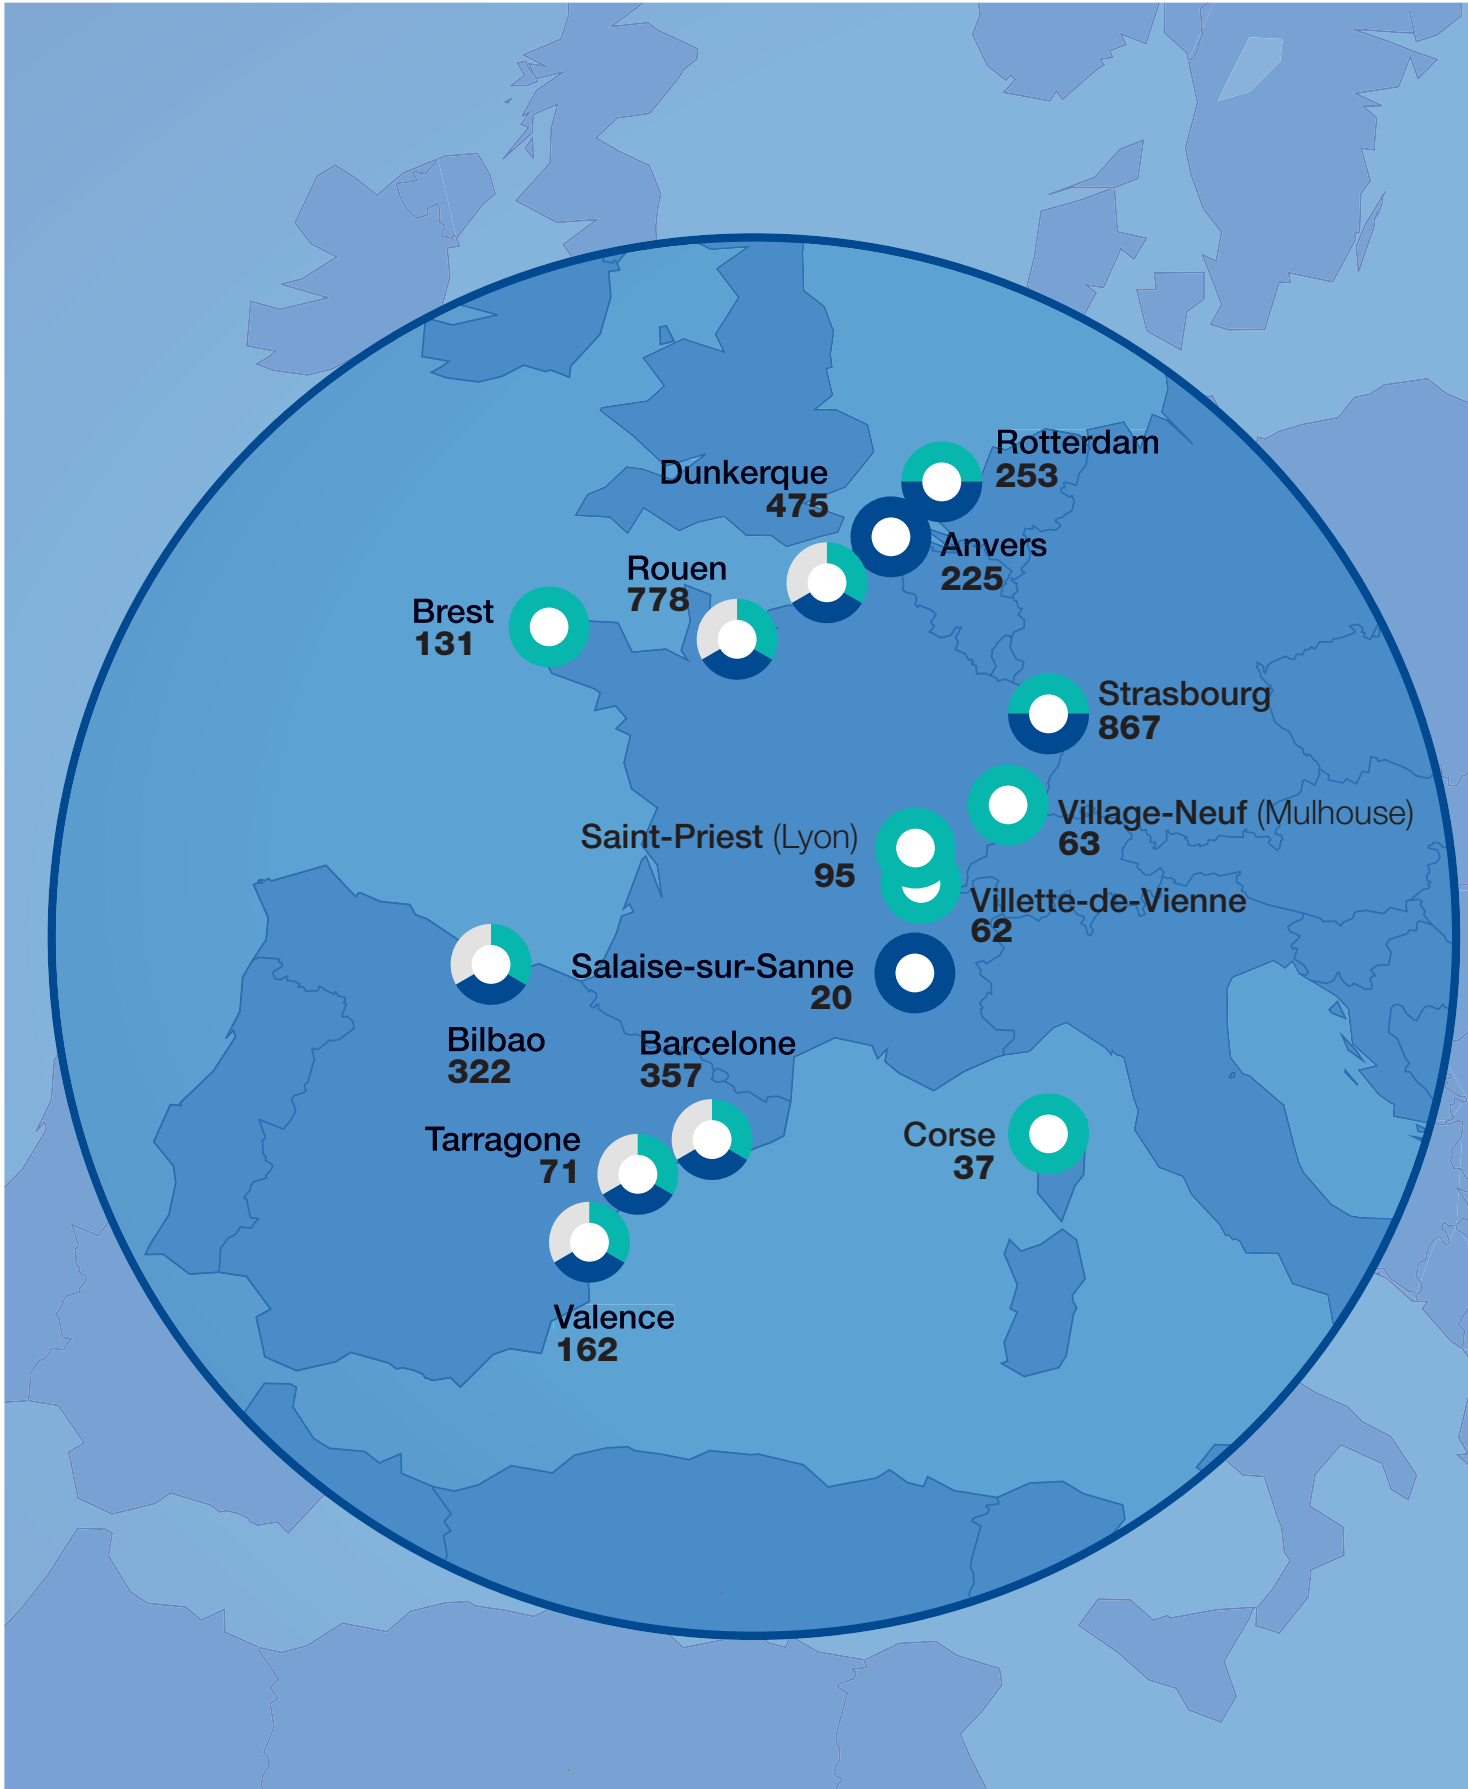 Rotterdam
253
Dunkerque
475
Anvers
225
Rouen
778
Brest
131
Strasbourg
867
Village-Neuf (Mulhouse)
63
Saint-Priest (Lyon)
95
Villette-de-Vienne
62
Salaise-sur-Sanne
20
Bilbao
322
Barcelone
357
Tarragone
71
Corse
37
Valence
162